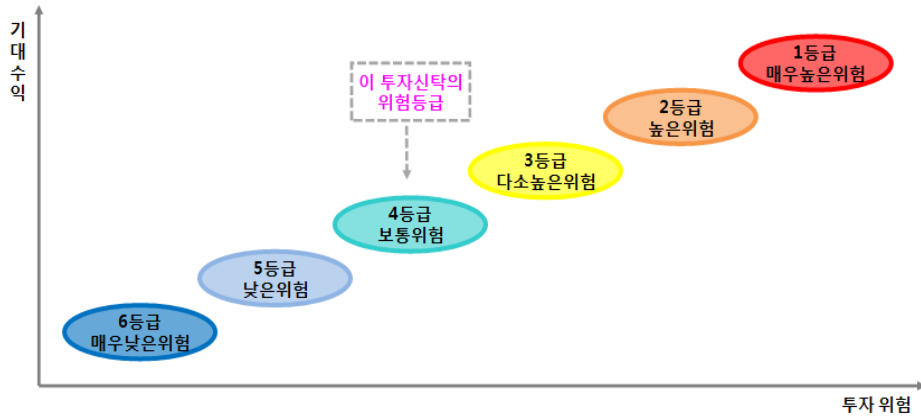 기대수익
1등급
매우높은위험
이 투자신탁의
위험등급
2등급
높은위험
3등급
다소높은위험
4등급
보통위험
5등급
낮은위험
6등급
매우낮은위험
투자 위험